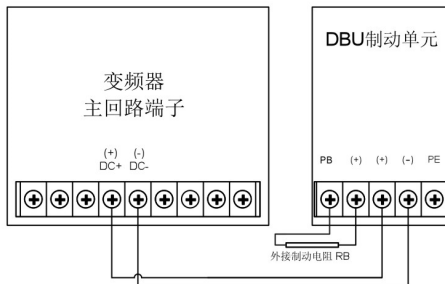 变频器
主回路端子
(+) (-)
DC+ DC-
DBU制动单元
PB (+) (+) (-) PE
外接制动电阻 RB